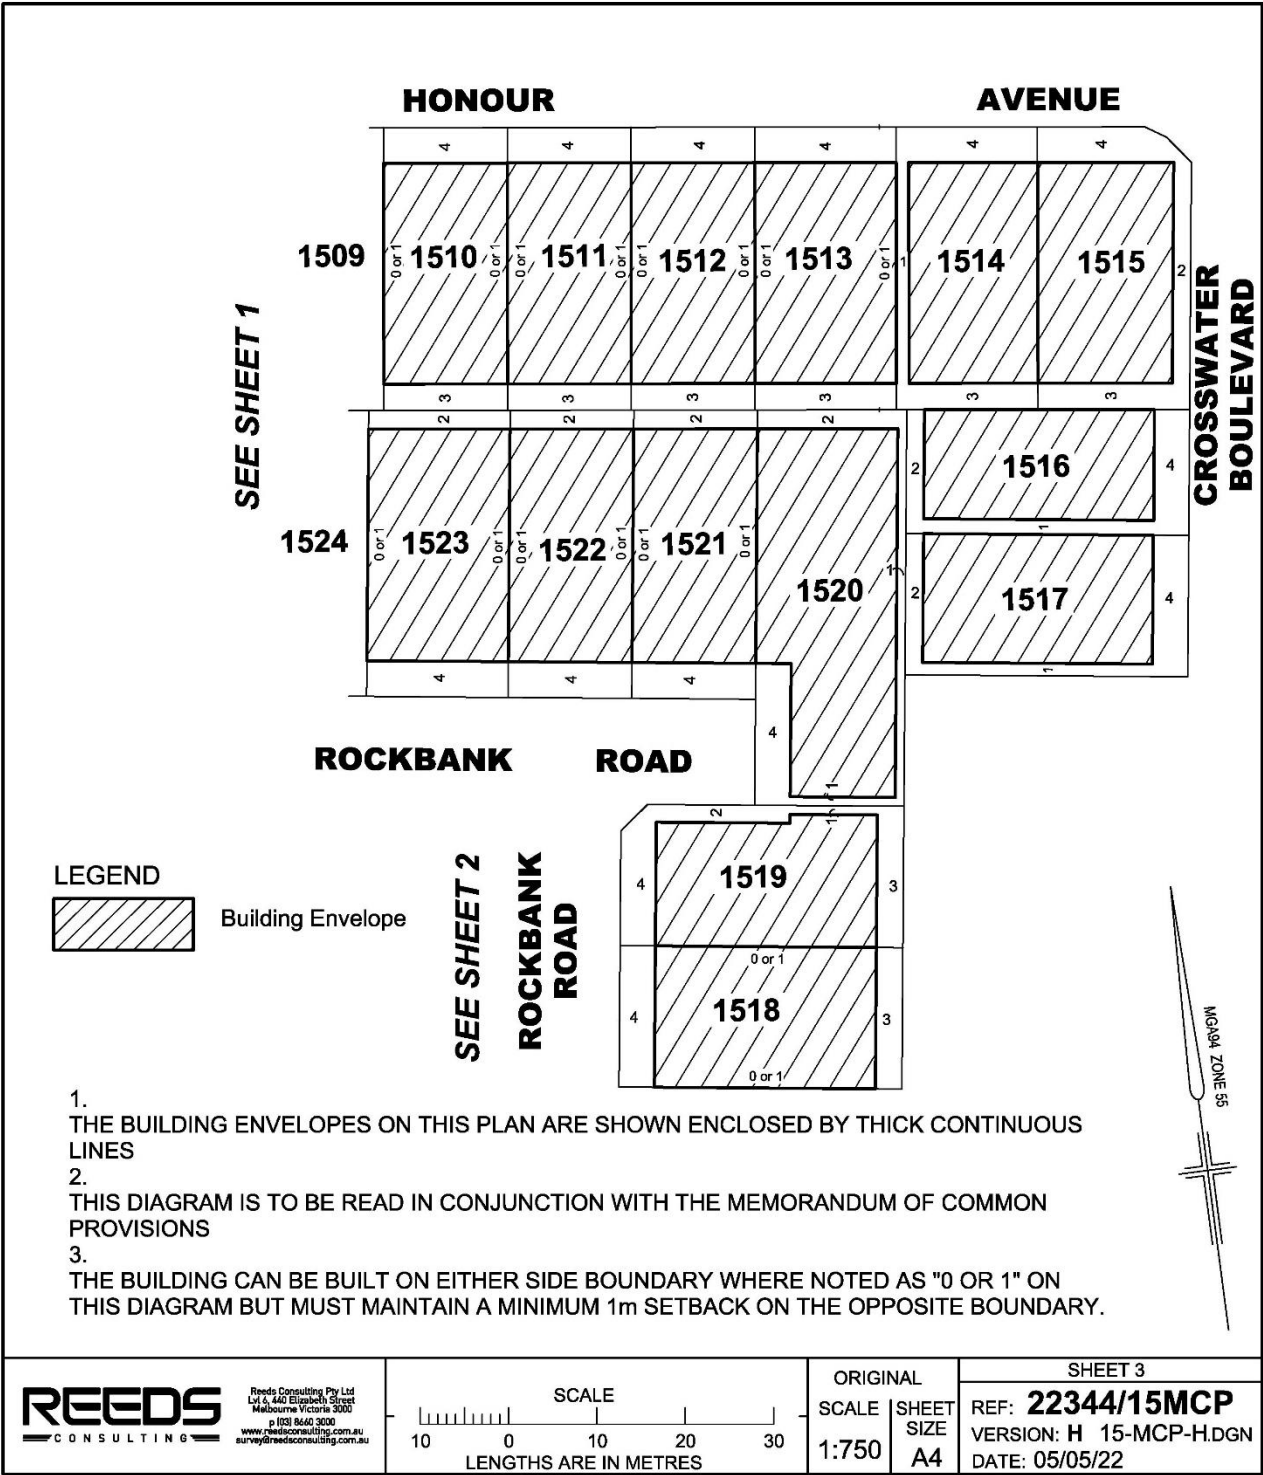 HONOUR AVENUE
4 4 4 4 4 4
1509
0 or 1 1510 0 or 1 0 or 1 1511 0 or 1 0 or 1 1512 0 or 1 0 or 1 1513 0 or 1 1 1514 1515 2
SEE SHEET 1
CROSSWATER
BOULEVARD
3 3 3 3 3 3
2 2 2 2
2 1516 4
1
1524
0 or 1 1523 0 or 1 0 or 1 1522 0 or 1 0 or 1 1521 0 or 1
1520 1
2 1517 4
1
4 4 4
4
ROCKBANK ROAD
1
2 1
4 1519 3
LEGEND
Building Envelope
SEE SHEET 2
ROCKBANK
ROAD
0 or 1
4 1518 3
0 or 1
MGA94 ZONE 55
1.
THE BUILDING ENVELOPES ON THIS PLAN ARE SHOWN ENCLOSED BY THICK CONTINUOUS
LINES
2.
THIS DIAGRAM IS TO BE READ IN CONJUNCTION WITH THE MEMORANDUM OF COMMON
PROVISIONS
3.
THE BUILDING CAN BE BUILT ON EITHER SIDE BOUNDARY WHERE NOTED AS "0 OR 1" ON
THIS DIAGRAM BUT MUST MAINTAIN A MINIMUM 1m SETBACK ON THE OPPOSITE BOUNDARY.
REEDS
CONSULTING
Reeds Consulting Pty Ltd
Lvl 6, 440 Elizabeth Street
Melbourne Victoria 3000
p (03) 8660 3000
www.reedsconsulting.com.au
survey@reedsconsulting.com.au
SCALE
10 0 10 20 30
LENGTHS ARE IN METRES
ORIGINAL
SCALE
1:750
SHEET
SIZE
A4
SHEET 3
REF: 22344/15MCP
VERSION: H 15-MCP-H.DGN
DATE: 05/05/22